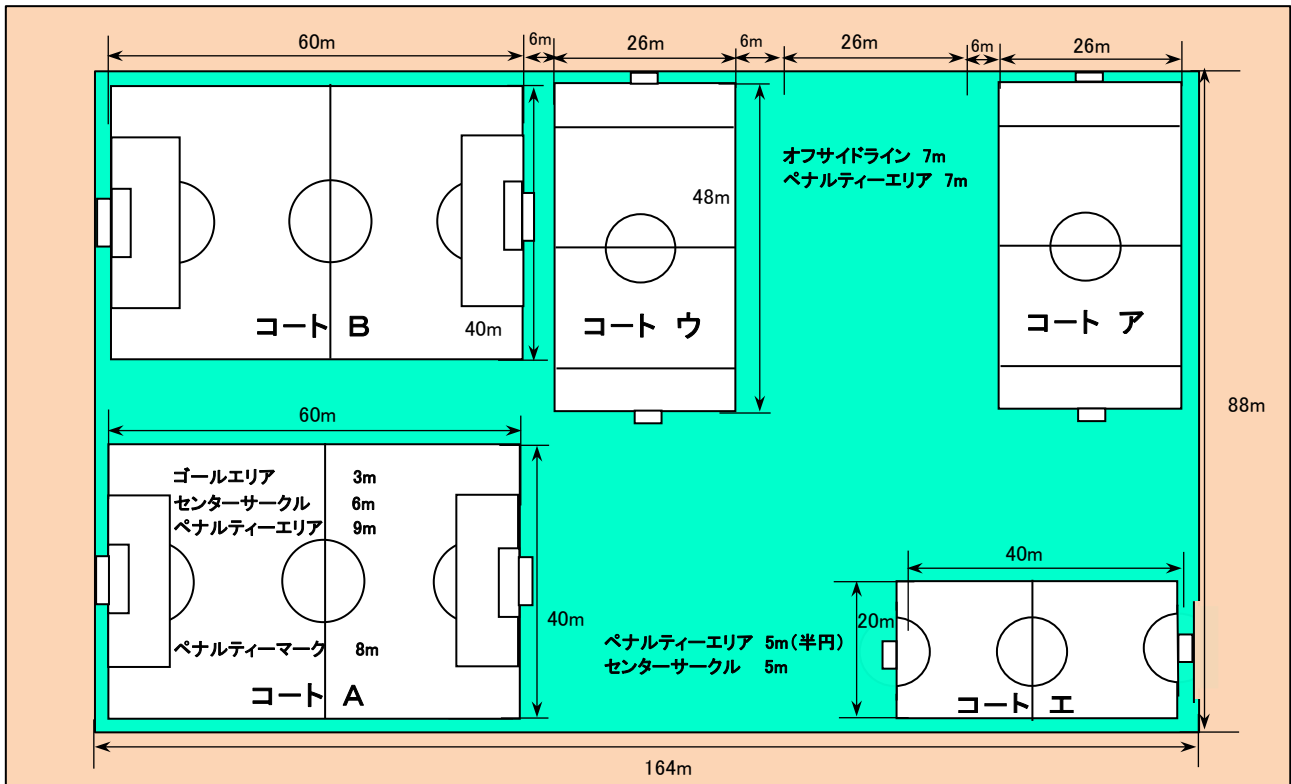 60m
6m
26m
6m
26m
6m
26m
オフサイドライン 7m
ペナルティーエリア 7m
48m
コート B
40m
コート ウ
コート ア
88m
60m
ゴールエリア 3m
センターサークル 6m
ペナルティーエリア 9m
40m
40m
20m
ペナルティーエリア 5m(半円)
センターサークル 5m
ペナルティーマーク 8m
コート A
コート エ
164m